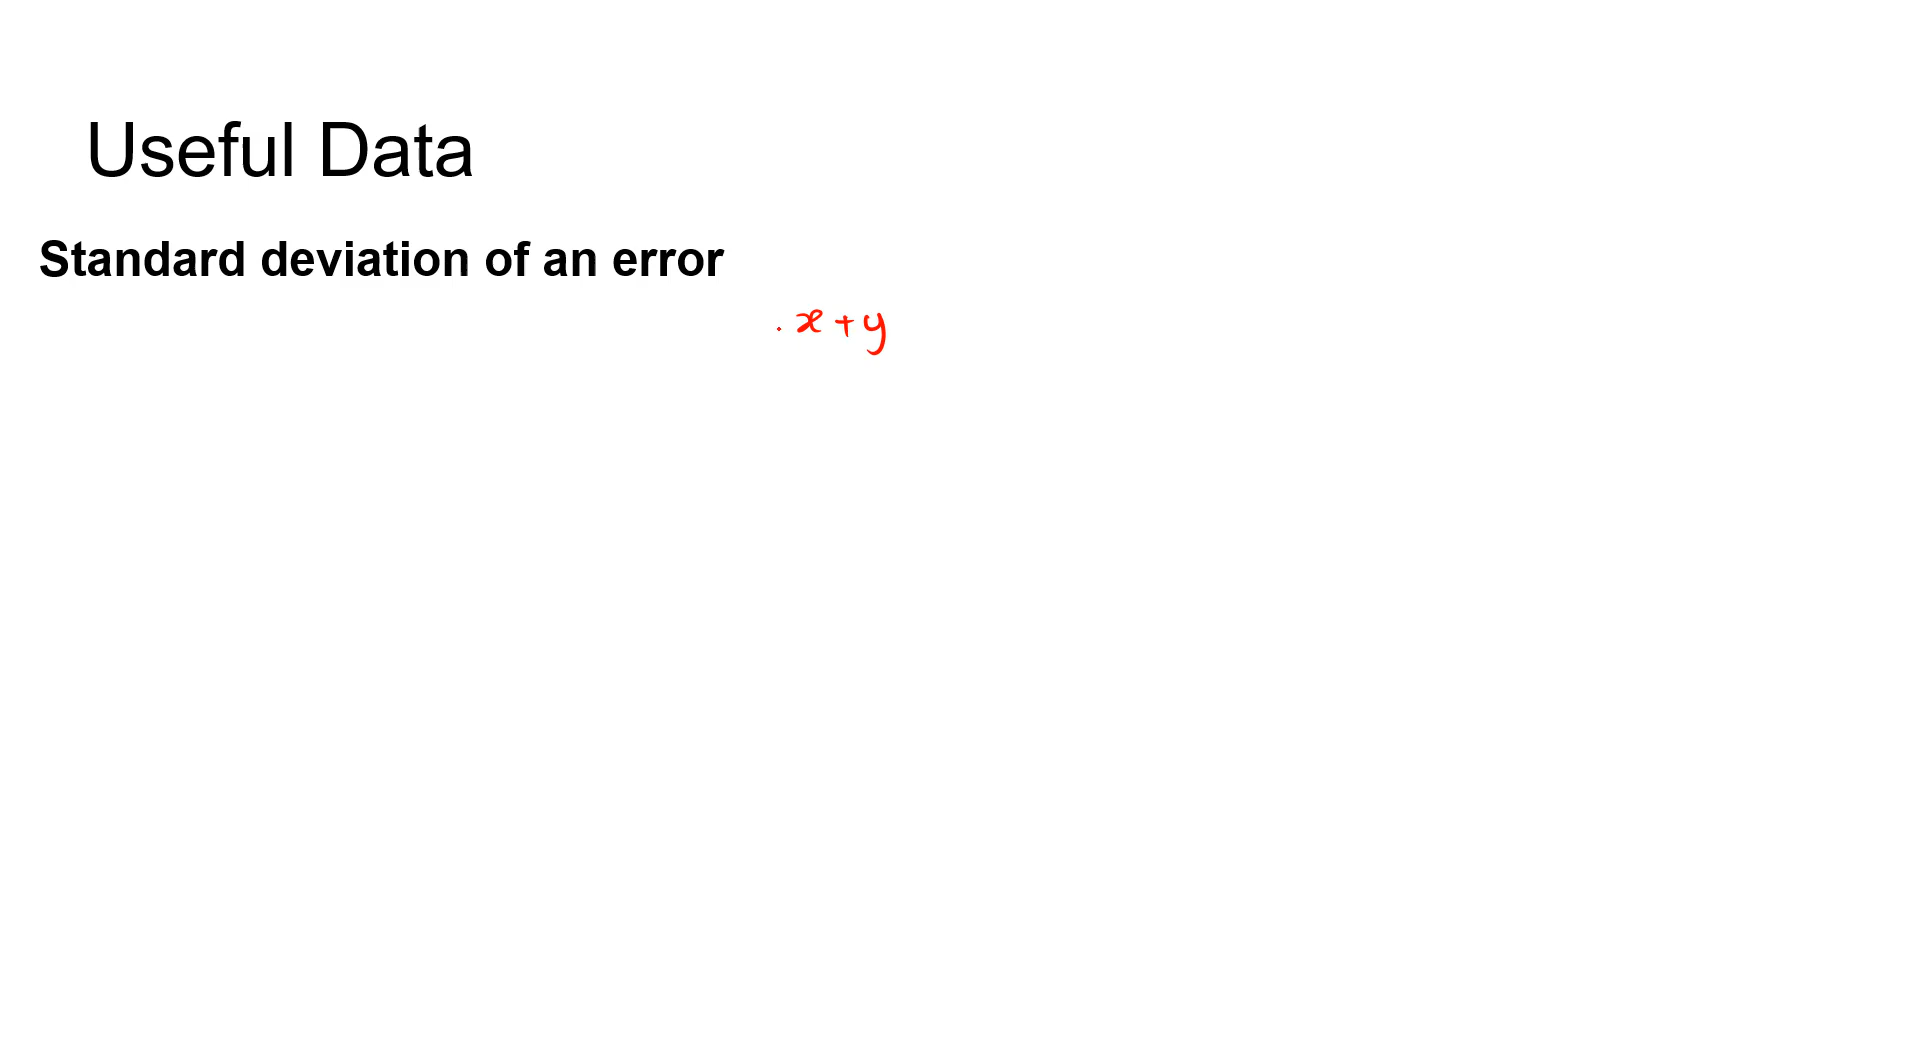 Useful Data
Standard deviation of an error
. x + y